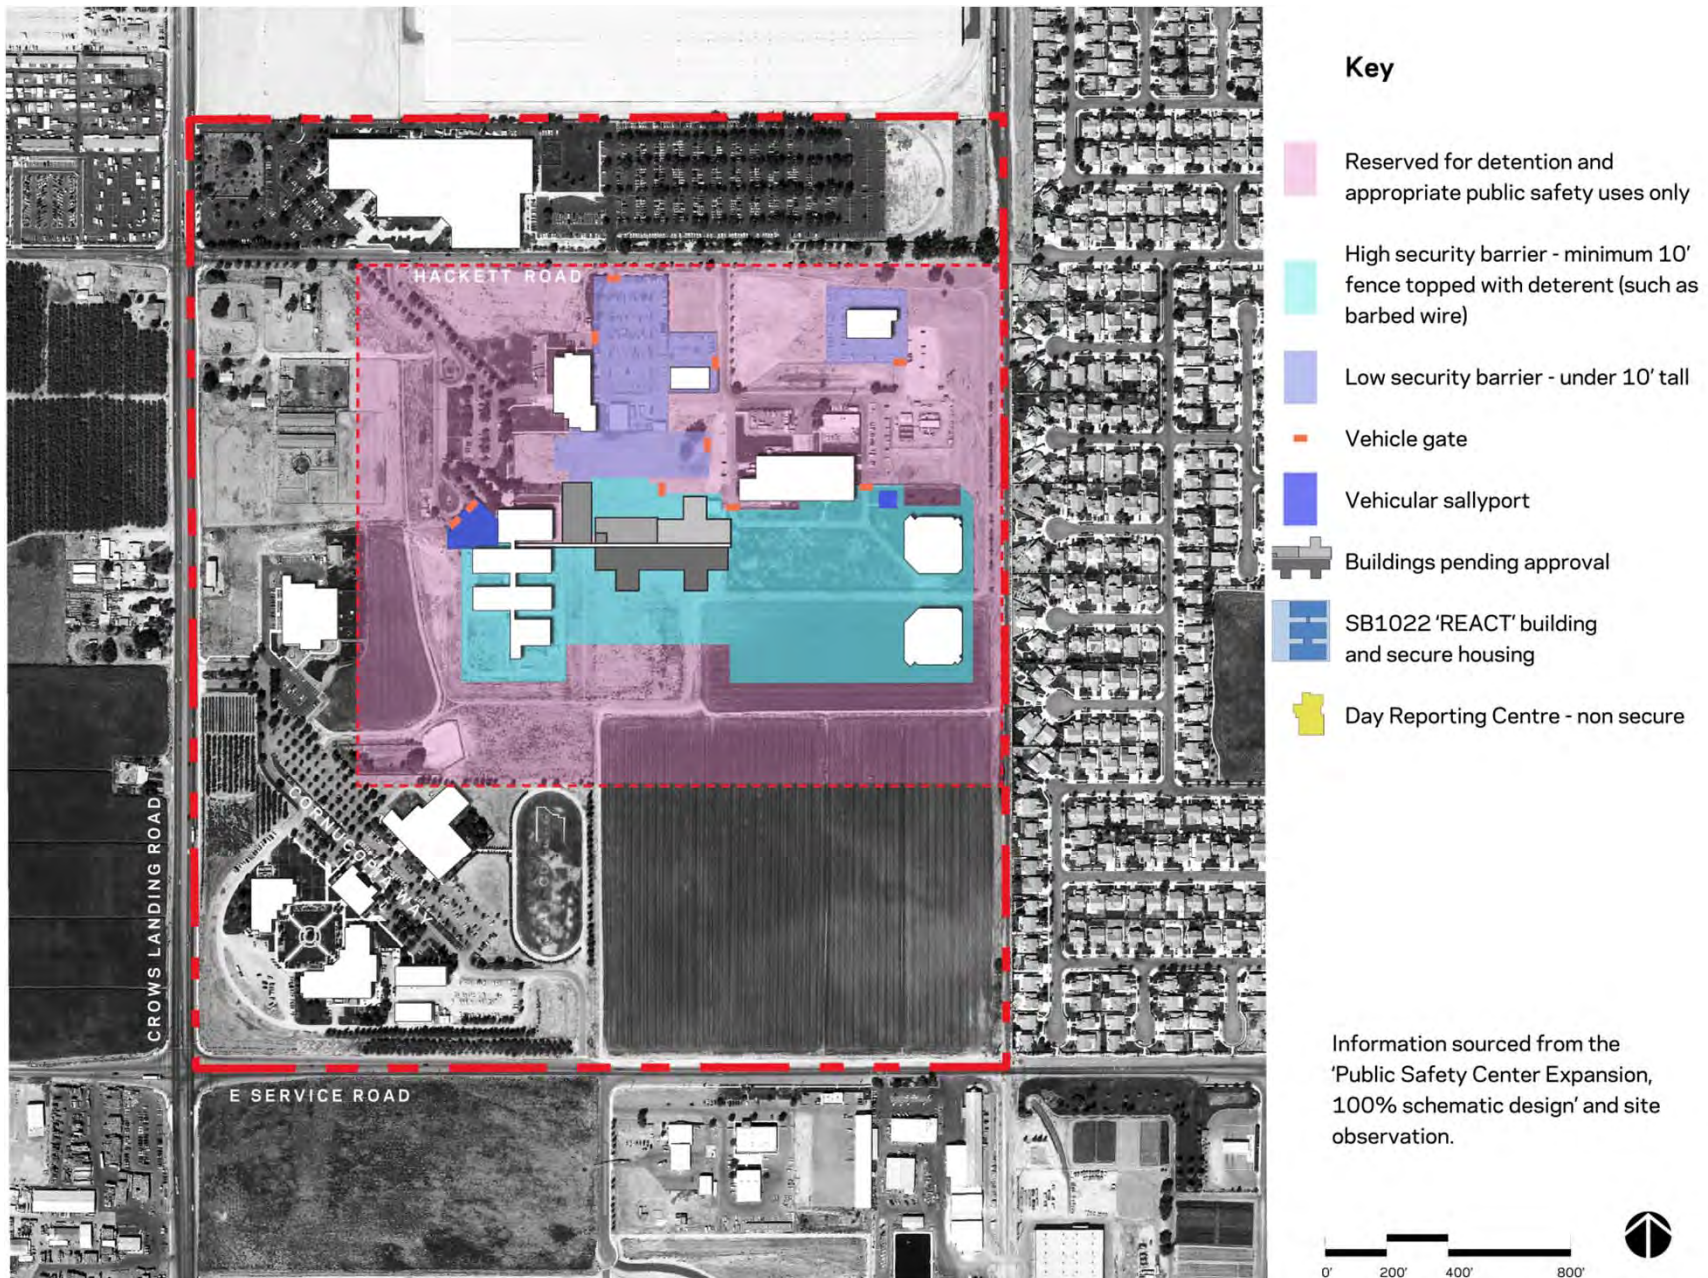 Key
Reserved for detention and
appropriate public safety uses only
High security barrier - minimum 10'
fence topped with deterent (such as
barbed wire)
Low security barrier - under 10' tall
Vehicle gate
Vehicular sallyport
Buildings pending approval
SB1022 'REACT' building
and secure housing
Day Reporting Centre - non secure
HACKETT ROAD
CROWS LANDING ROAD
CORNUCOPIA WAY
E SERVICE ROAD
Information sourced from the
'Public Safety Center Expansion,
100% schematic design' and site
observation.
0' 200' 400' 800'